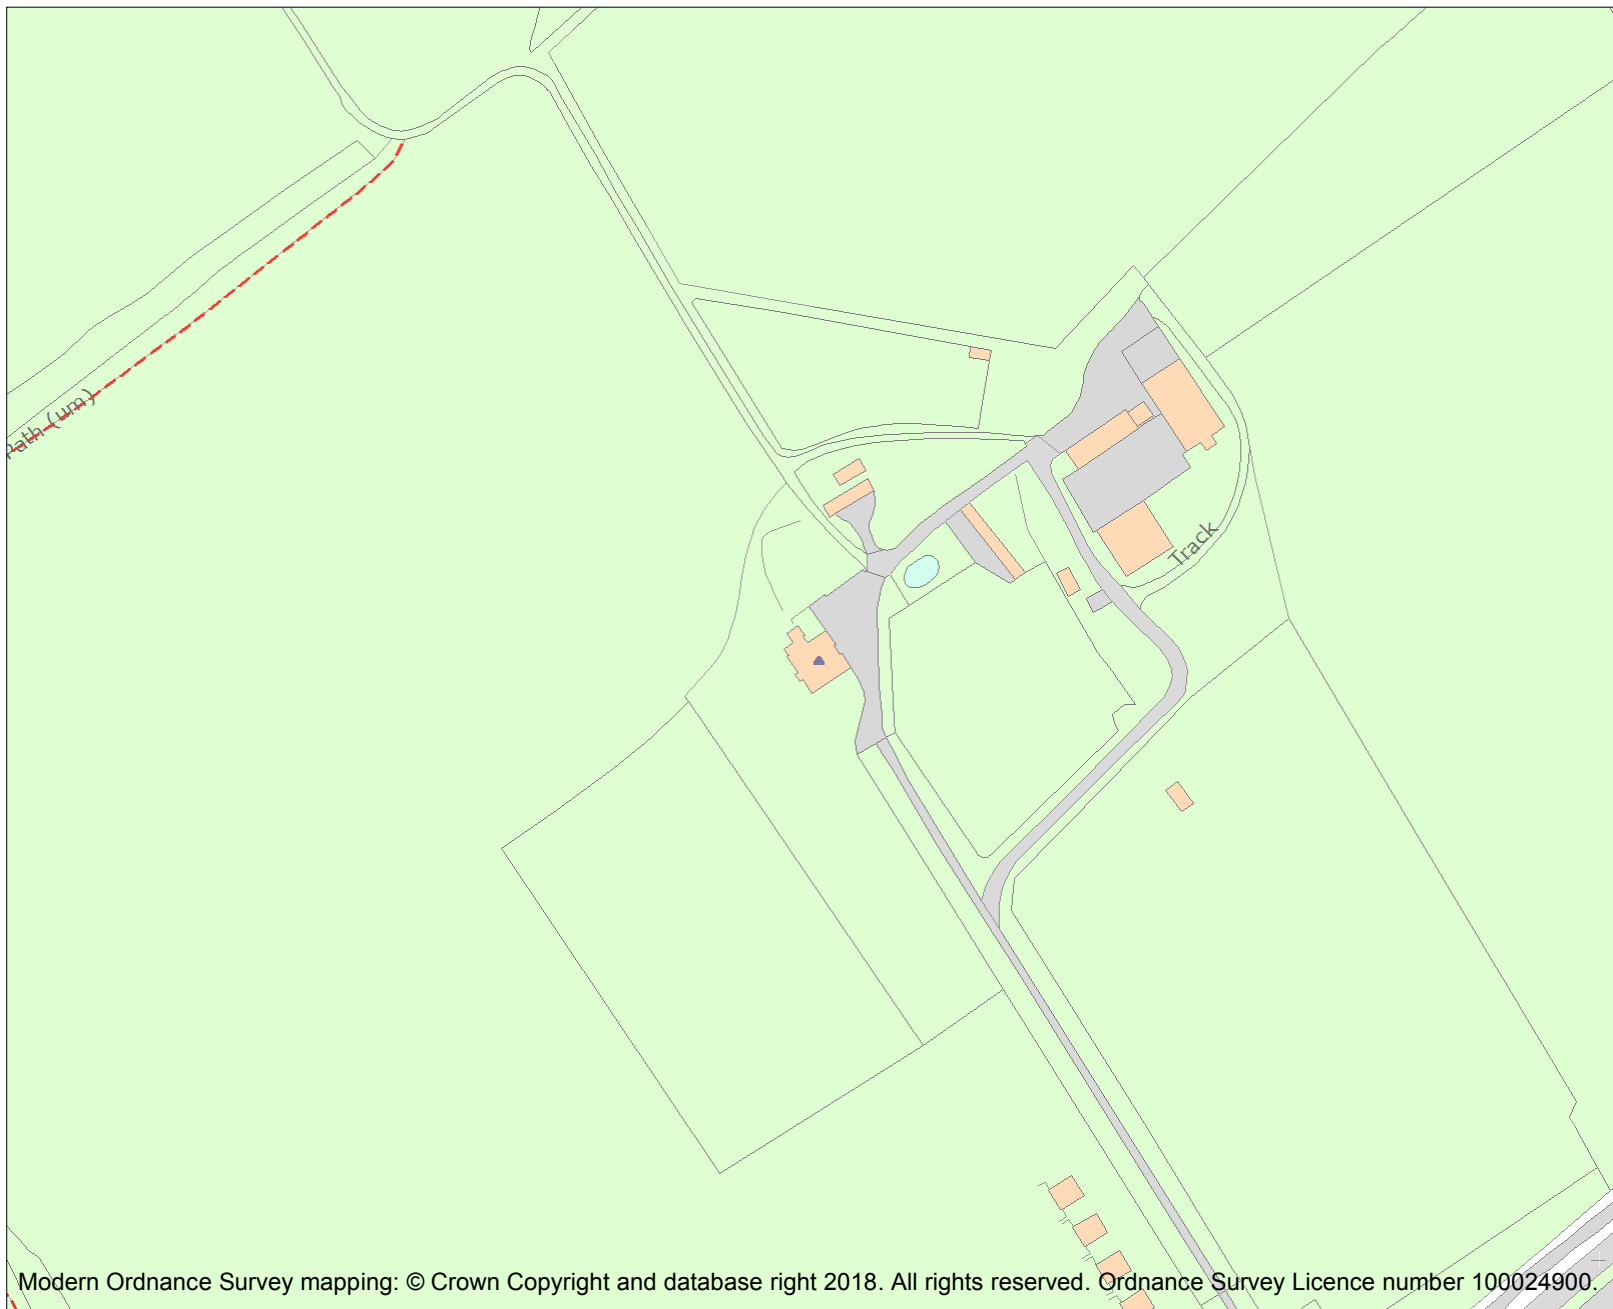 Path (um)
Track
Modern Ordnance Survey mapping: © Crown Copyright and database right 2018. All rights reserved. Ordnance Survey Licence number 100024900.